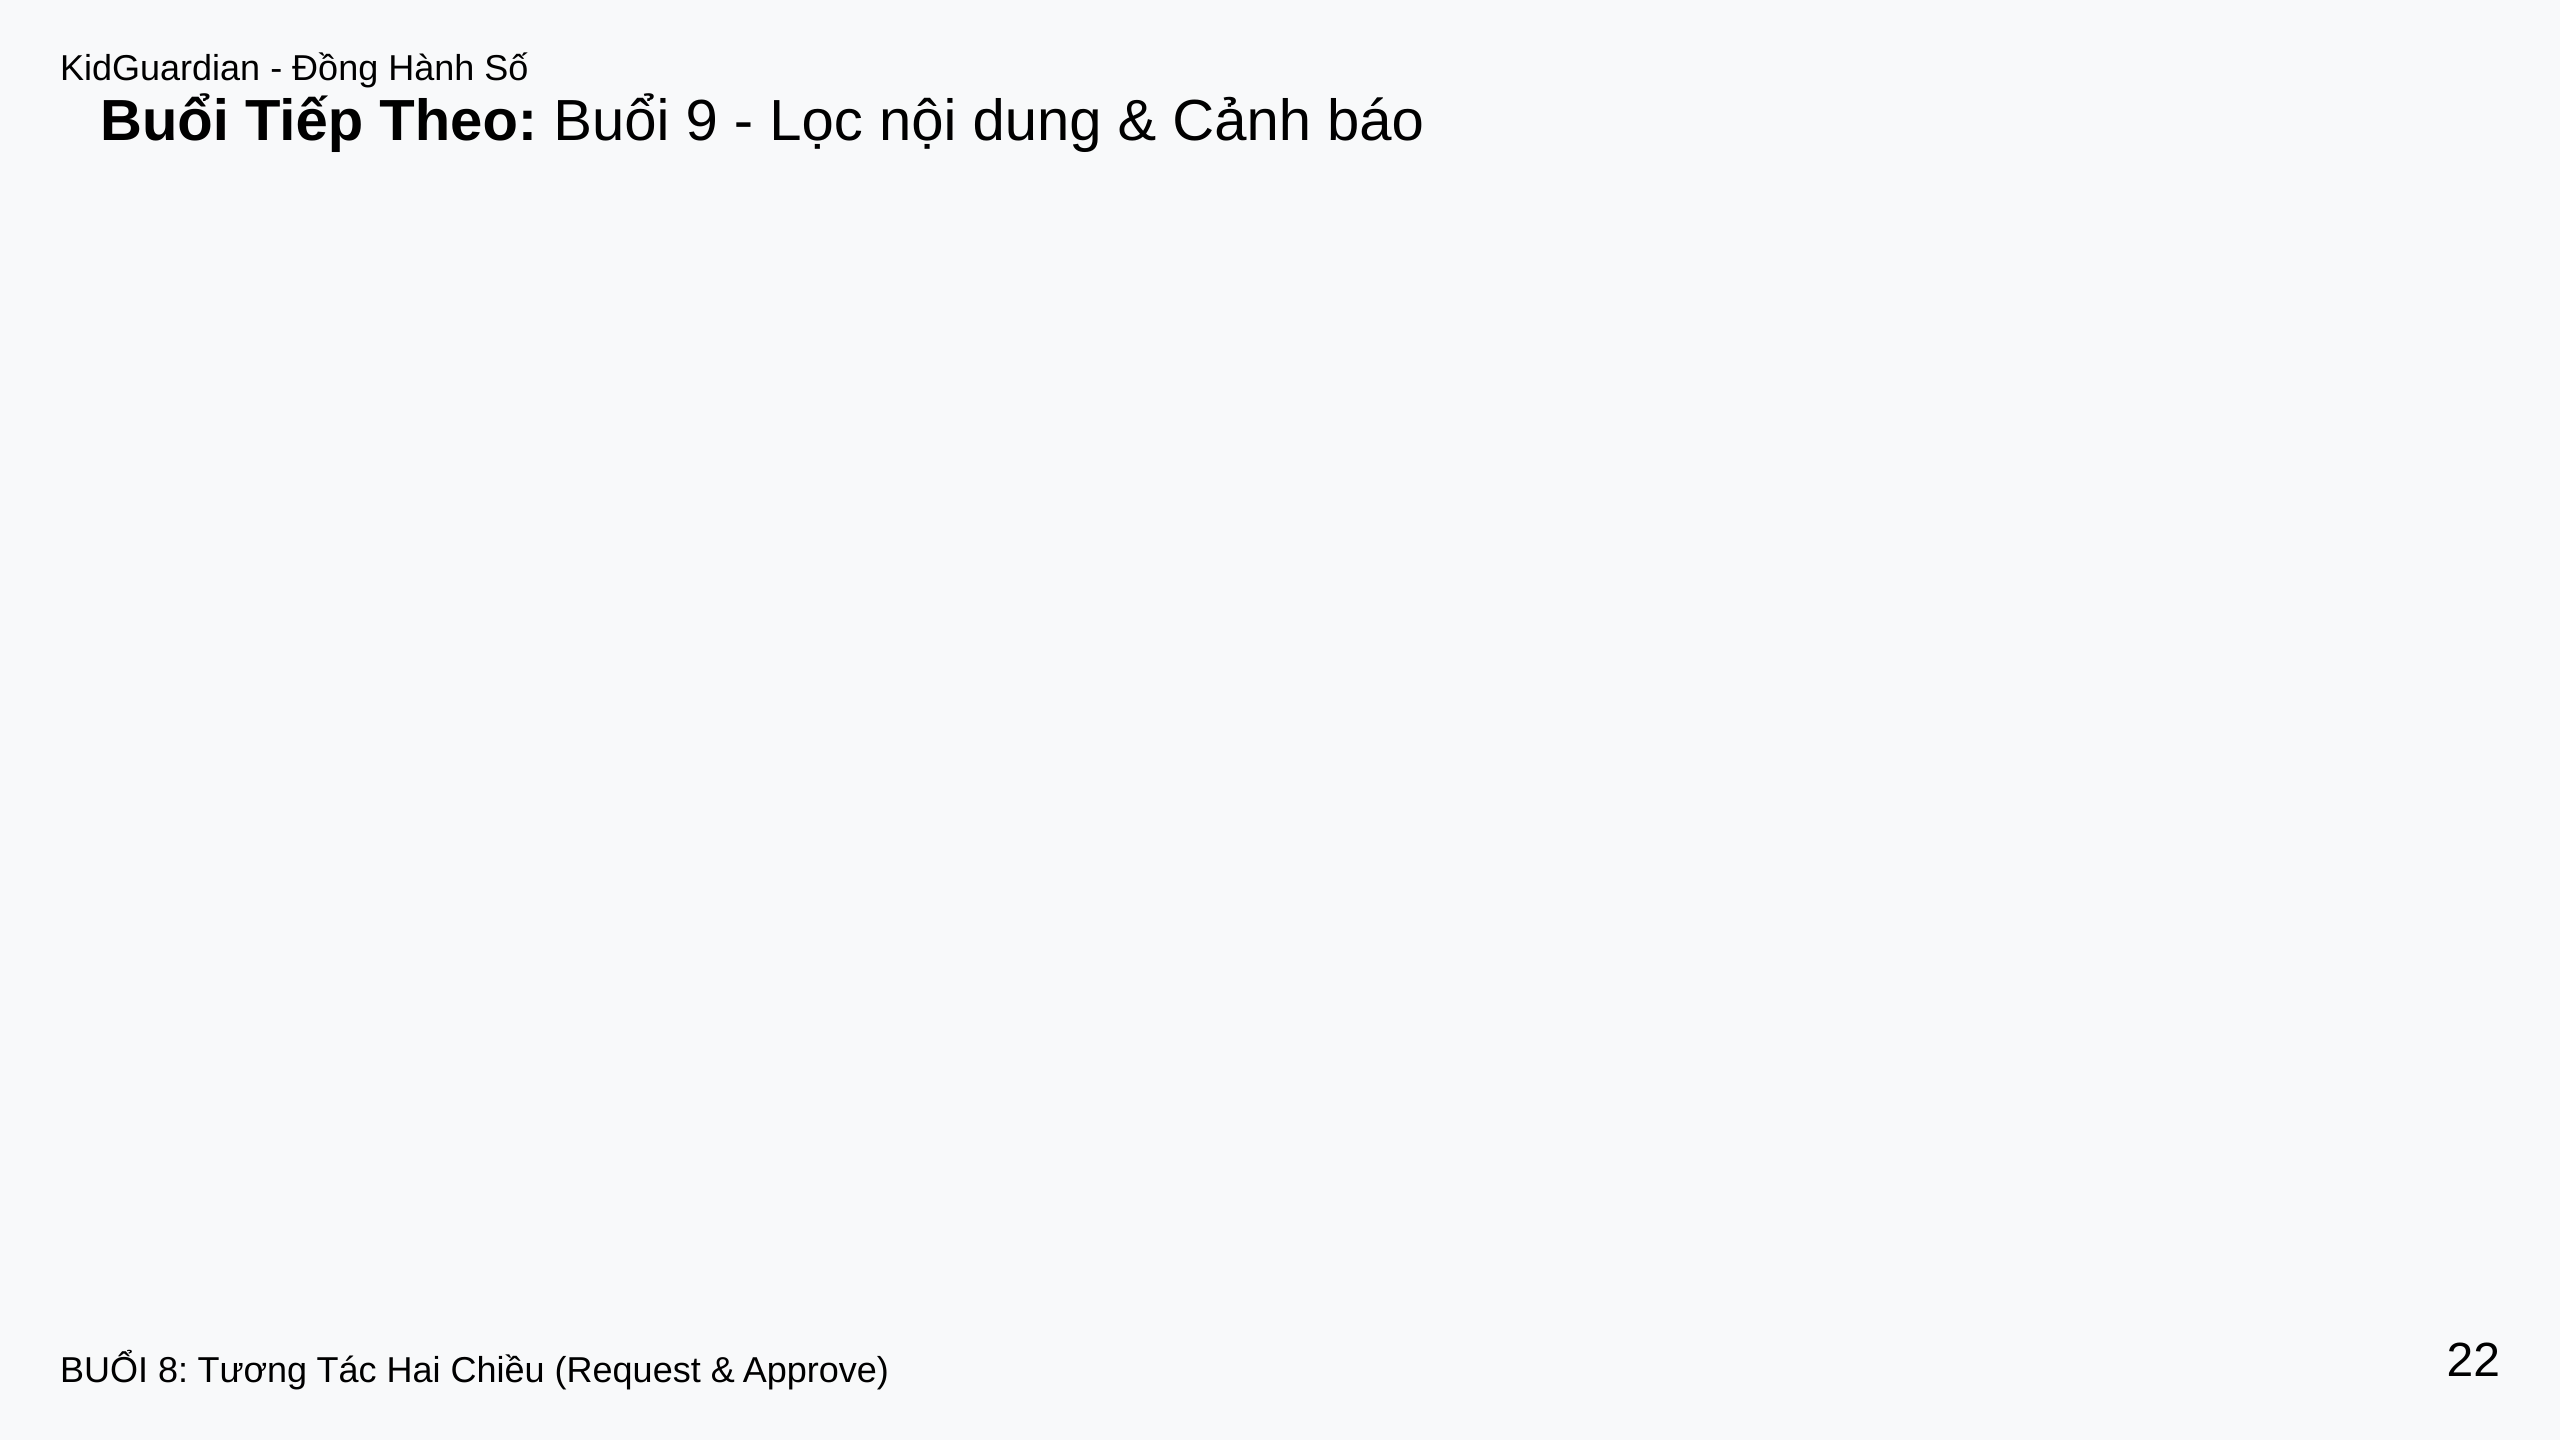 KidGuardian - Đồng Hành Số
Buổi Tiếp Theo: Buổi 9 - Lọc nội dung & Cảnh báo
BUỔI 8: Tương Tác Hai Chiều (Request & Approve)
22